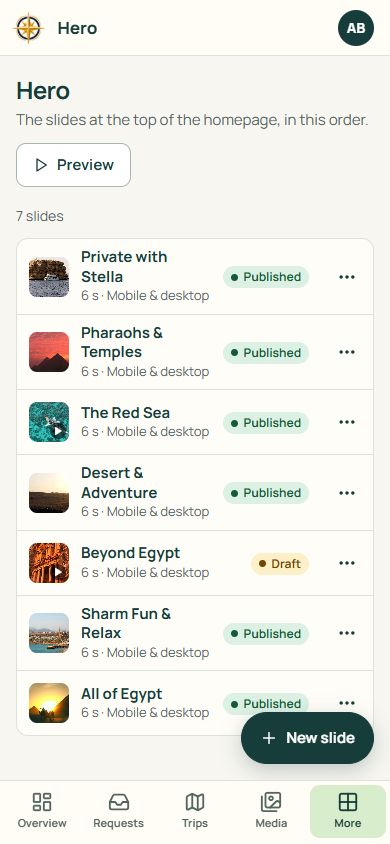 Hero
AB
Hero
The slides at the top of the homepage, in this order.
Preview
7 slides
Private with
Stella
6 s · Mobile & desktop
Published
Pharaohs &
Temples
6 s · Mobile & desktop
Published
The Red Sea
6 s · Mobile & desktop
Published
Desert &
Adventure
6 s · Mobile & desktop
Published
Beyond Egypt
6 s · Mobile & desktop
Draft
Sharm Fun &
Relax
6 s · Mobile & desktop
Published
All of Egypt
6 s · Mobile & desktop
Published
New slide
Overview
Requests
Trips
Media
More